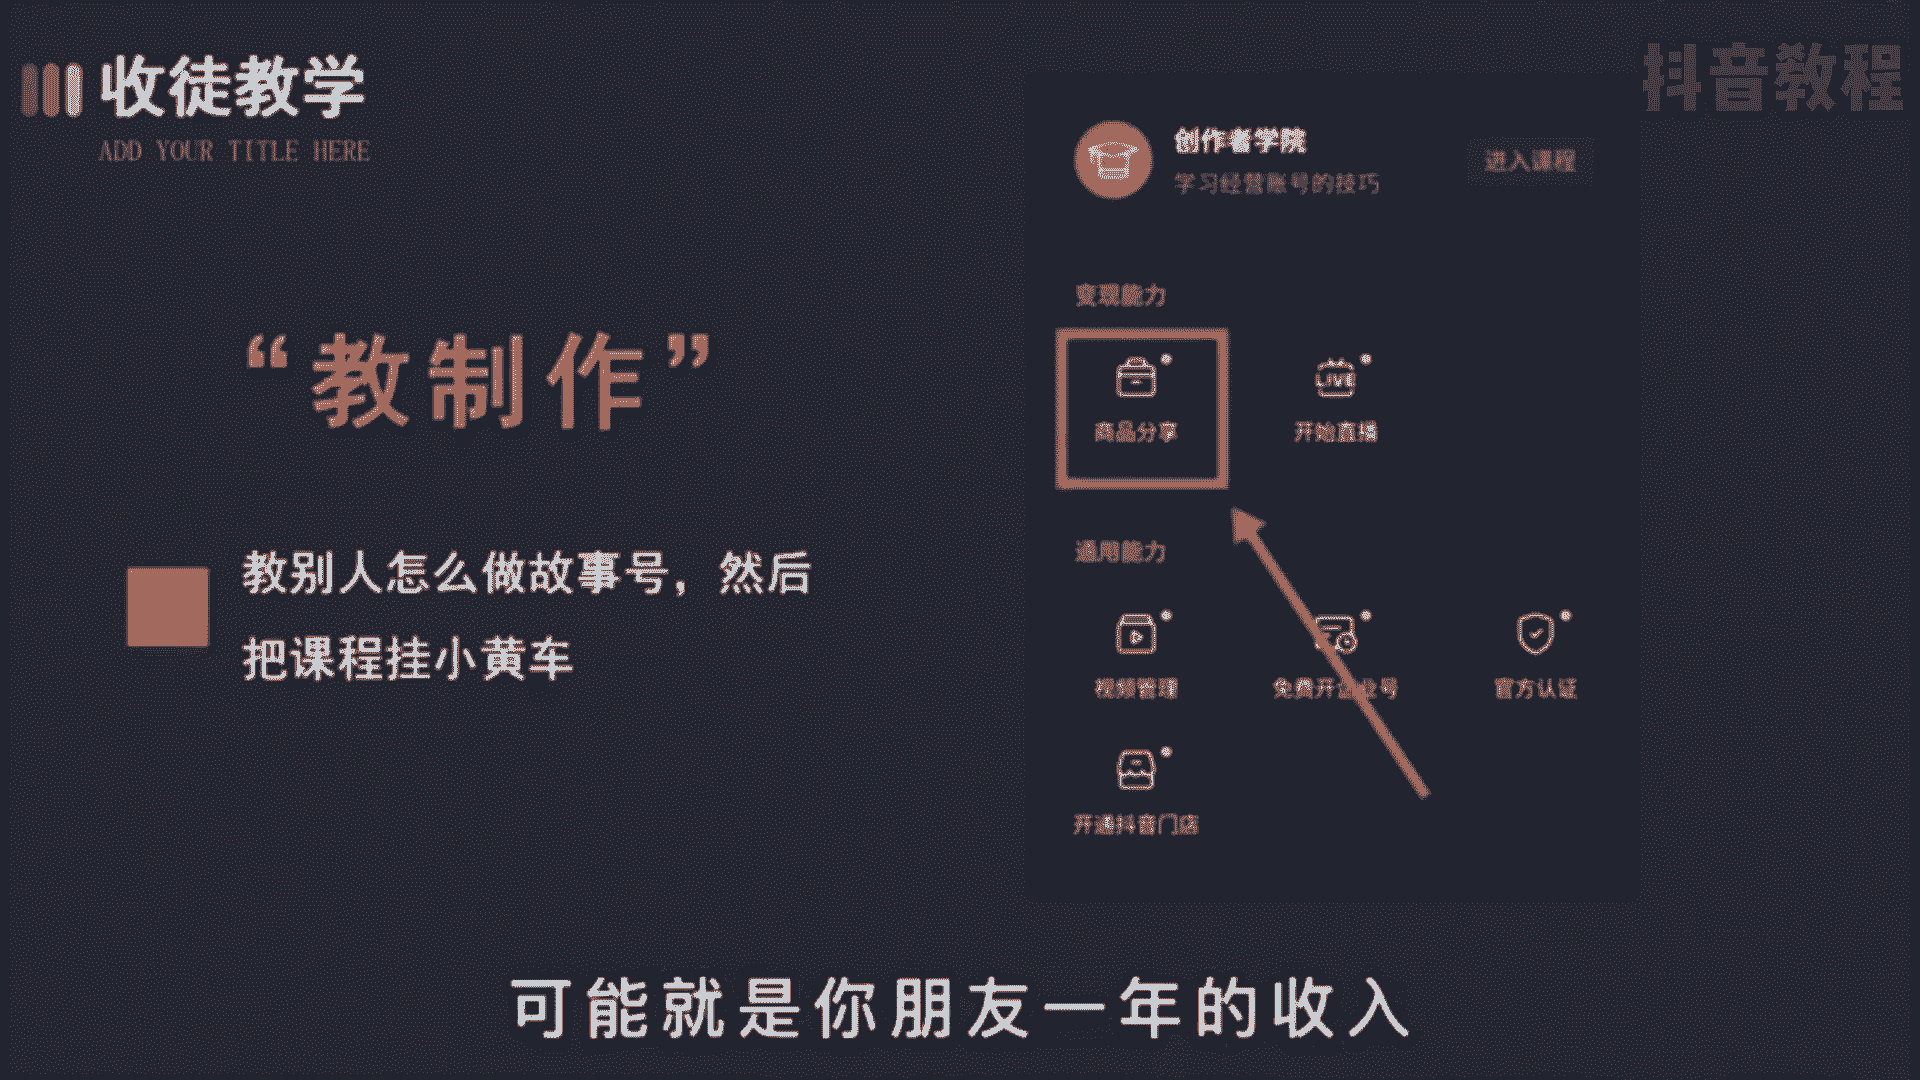 收徒教学
ADD YOUR TITLE HERE
抖音教程
“教制作”
教别人怎么做故事号，然后
把课程挂小黄车
创作者学院
学习经营账号的技巧
进入课程
变现能力
商品分享
开始直播
通用能力
视频管理
免费开企业号
官方认证
开通抖音门店
可能就是你朋友一年的收入